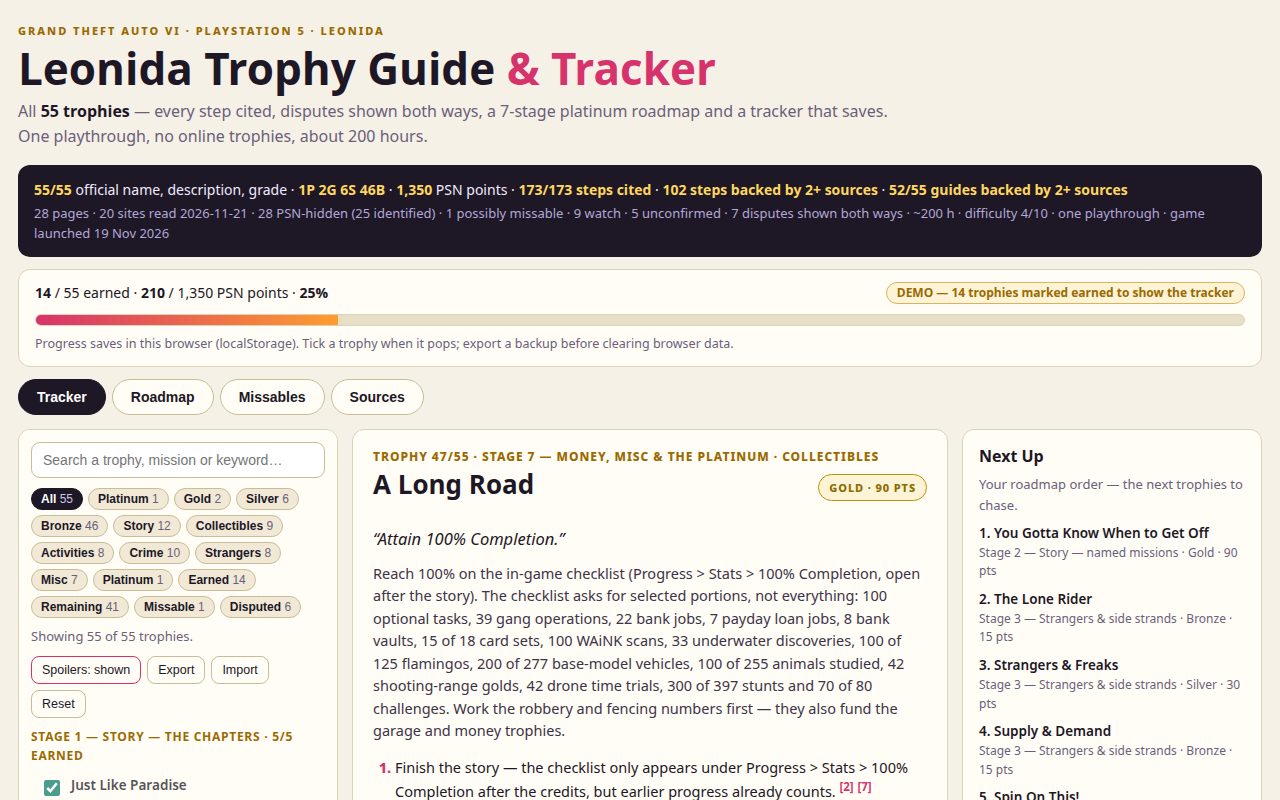 GRAND THEFT AUTO VI · PLAYSTATION 5 · LEONIDA
Leonida Trophy Guide & Tracker
All 55 trophies — every step cited, disputes shown both ways, a 7-stage platinum roadmap and a tracker that saves.
One playthrough, no online trophies, about 200 hours.
55/55 official name, description, grade · 1P 2G 6S 46B · 1,350 PSN points · 173/173 steps cited · 102 steps backed by 2+ sources · 52/55 guides backed by 2+ sources
28 pages · 20 sites read 2026-11-21 · 28 PSN-hidden (25 identified) · 1 possibly missable · 9 watch · 5 unconfirmed · 7 disputes shown both ways · ~200 h · difficulty 4/10 · one playthrough · game
launched 19 Nov 2026
14 / 55 earned · 210 / 1,350 PSN points · 25%
DEMO — 14 trophies marked earned to show the tracker
Progress saves in this browser (localStorage). Tick a trophy when it pops; export a backup before clearing browser data.
Tracker
Roadmap
Missables
Sources
Search a trophy, mission or keyword…
All 55
Platinum 1
Gold 2
Silver 6
Bronze 46
Story 12
Collectibles 9
Activities 8
Crime 10
Strangers 8
Misc 7
Platinum 1
Earned 14
Remaining 41
Missable 1
Disputed 6
Showing 55 of 55 trophies.
Spoilers: shown
Export
Import
Reset
STAGE 1 — STORY — THE CHAPTERS · 5/5
EARNED
Just Like Paradise
TROPHY 47/55 · STAGE 7 — MONEY, MISC & THE PLATINUM · COLLECTIBLES
A Long Road
GOLD · 90 PTS
“Attain 100% Completion.”
Reach 100% on the in-game checklist (Progress > Stats > 100% Completion, open
after the story). The checklist asks for selected portions, not everything: 100
optional tasks, 39 gang operations, 22 bank jobs, 7 payday loan jobs, 8 bank
vaults, 15 of 18 card sets, 100 WAiNK scans, 33 underwater discoveries, 100 of
125 flamingos, 200 of 277 base-model vehicles, 100 of 255 animals studied, 42
shooting-range golds, 42 drone time trials, 300 of 397 stunts and 70 of 80
challenges. Work the robbery and fencing numbers first — they also fund the
garage and money trophies.
1. Finish the story — the checklist only appears under Progress > Stats > 100%
Completion after the credits, but earlier progress already counts. [2] [7]
Next Up
Your roadmap order — the next trophies to
chase.
1. You Gotta Know When to Get Off
Stage 2 — Story — named missions · Gold · 90
pts
2. The Lone Rider
Stage 3 — Strangers & side strands · Bronze ·
15 pts
3. Strangers & Freaks
Stage 3 — Strangers & side strands · Silver · 30
pts
4. Supply & Demand
Stage 3 — Strangers & side strands · Bronze ·
15 pts
5. Spin On This!